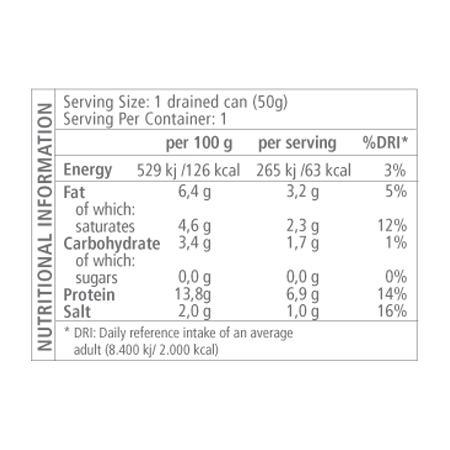 NUTRITIONAL INFORMATION
Serving Size: 1 drained can (50g)
Serving Per Container: 1
per 100 g per serving %DRI*
Energy 529 kj /126 kcal 265 kj /63 kcal 3%
Fat 6,4 g 3,2 g 5%
of which:
saturates 4,6 g 2,3 g 12%
Carbohydrate 3,4 g 1,7 g 1%
of which:
sugars 0,0 g 0,0 g 0%
Protein 13,8g 6,9 g 14%
Salt 2,0 g 1,0 g 16%
* DRI: Daily reference intake of an average
adult (8.400 kj/ 2.000 kcal)